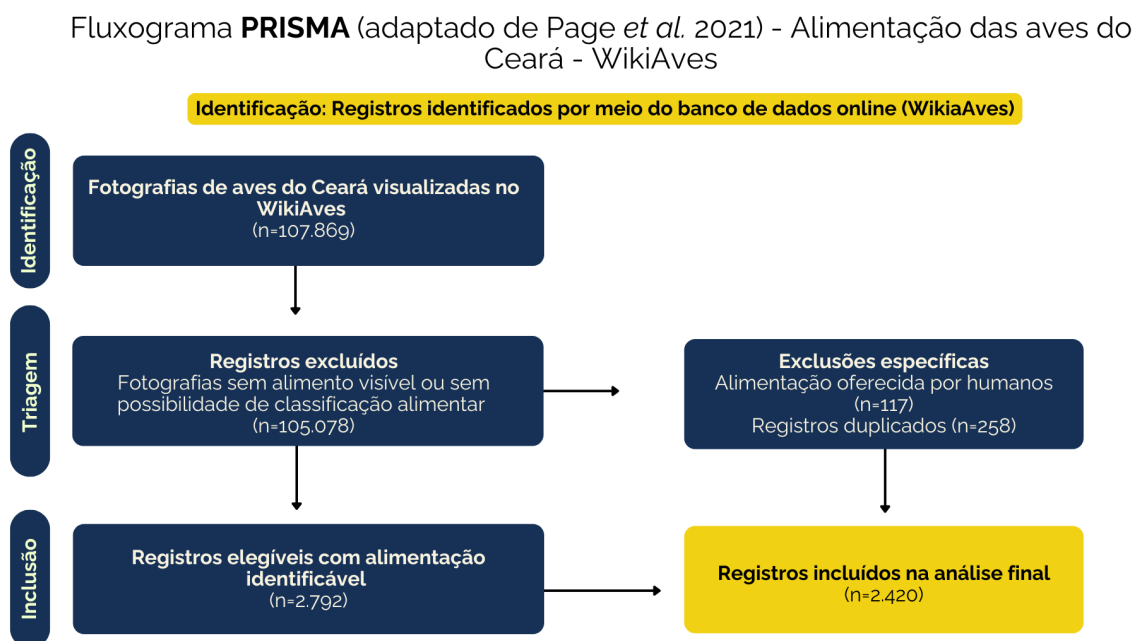 Fluxograma PRISMA (adaptado de Page et al. 2021) - Alimentação das aves do
Ceará - WikiAves
Identificação: Registros identificados por meio do banco de dados online (WikiaAves)
Identificação
Fotografias de aves do Ceará visualizadas no
WikiAves
(n=107.869)
Triagem
Registros excluídos
Fotografias sem alimento visível ou sem
possibilidade de classificação alimentar
(n=105.078)
Exclusões específicas
Alimentação oferecida por humanos
(n=117)
Registros duplicados (n=258)
Inclusão
Registros elegíveis com alimentação
identificável
(n=2.792)
Registros incluídos na análise final
(n=2.420)